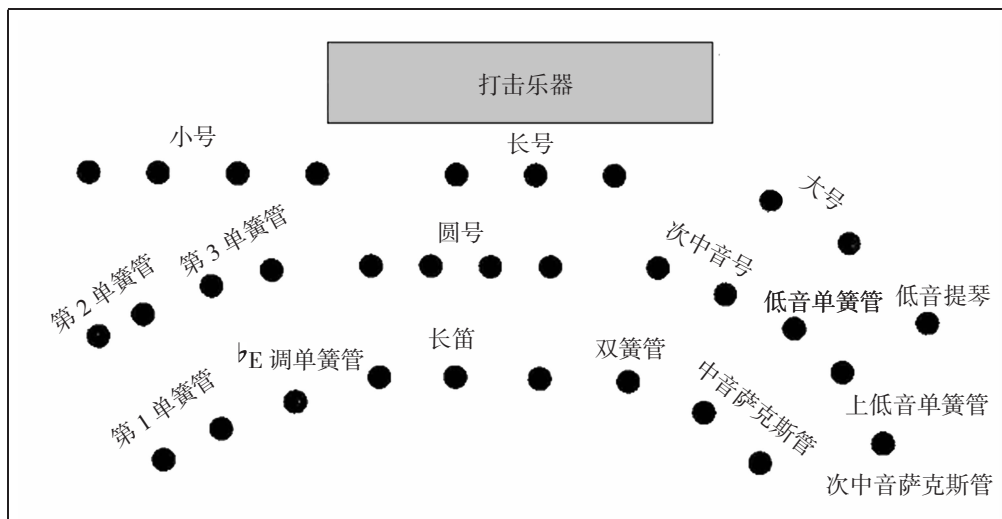 打击乐器
小号
长号
大号
第2单簧管
第3单簧管
圆号
次中音号
低音单簧管
低音提琴
第1单簧管
♭E 调单簧管
长笛
双簧管
中音萨克斯管
上低音单簧管
次中音萨克斯管